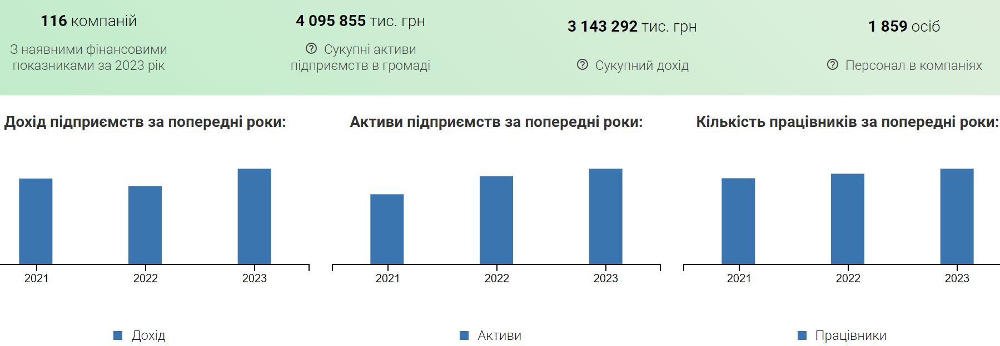 116 компаній
З наявними фінансовими
показниками за 2023 рік
4 095 855 тис. грн
Сукупні активи
підприємств в громаді
3 143 292 тис. грн
Сукупний дохід
1 859 осіб
Персонал в компаніях
Дохід підприємств за попередні роки:
2021 2022 2023
Дохід
Активи підприємств за попередні роки:
2021 2022 2023
Активи
Кількість працівників за попередні роки:
2021 2022 2023
Працівники